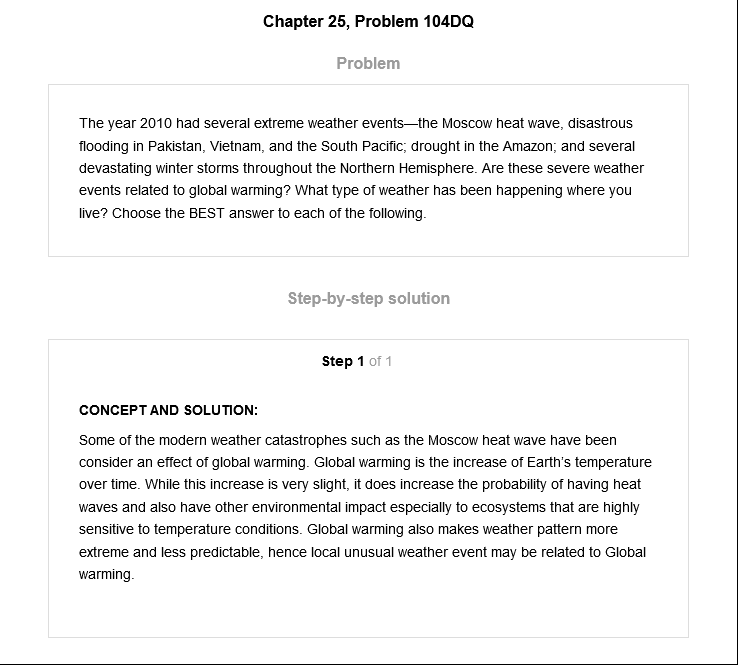 Chapter 25, Problem 104DQ
Problem
The year 2010 had several extreme weather events—the Moscow heat wave, disastrous
flooding in Pakistan, Vietnam, and the South Pacific; drought in the Amazon; and several
devastating winter storms throughout the Northern Hemisphere. Are these severe weather
events related to global warming? What type of weather has been happening where you
live? Choose the BEST answer to each of the following.
Step-by-step solution
Step 1 of 1
CONCEPT AND SOLUTION:
Some of the modern weather catastrophes such as the Moscow heat wave have been
consider an effect of global warming. Global warming is the increase of Earth's temperature
over time. While this increase is very slight, it does increase the probability of having heat
waves and also have other environmental impact especially to ecosystems that are highly
sensitive to temperature conditions. Global warming also makes weather pattern more
extreme and less predictable, hence local unusual weather event may be related to Global
warming.